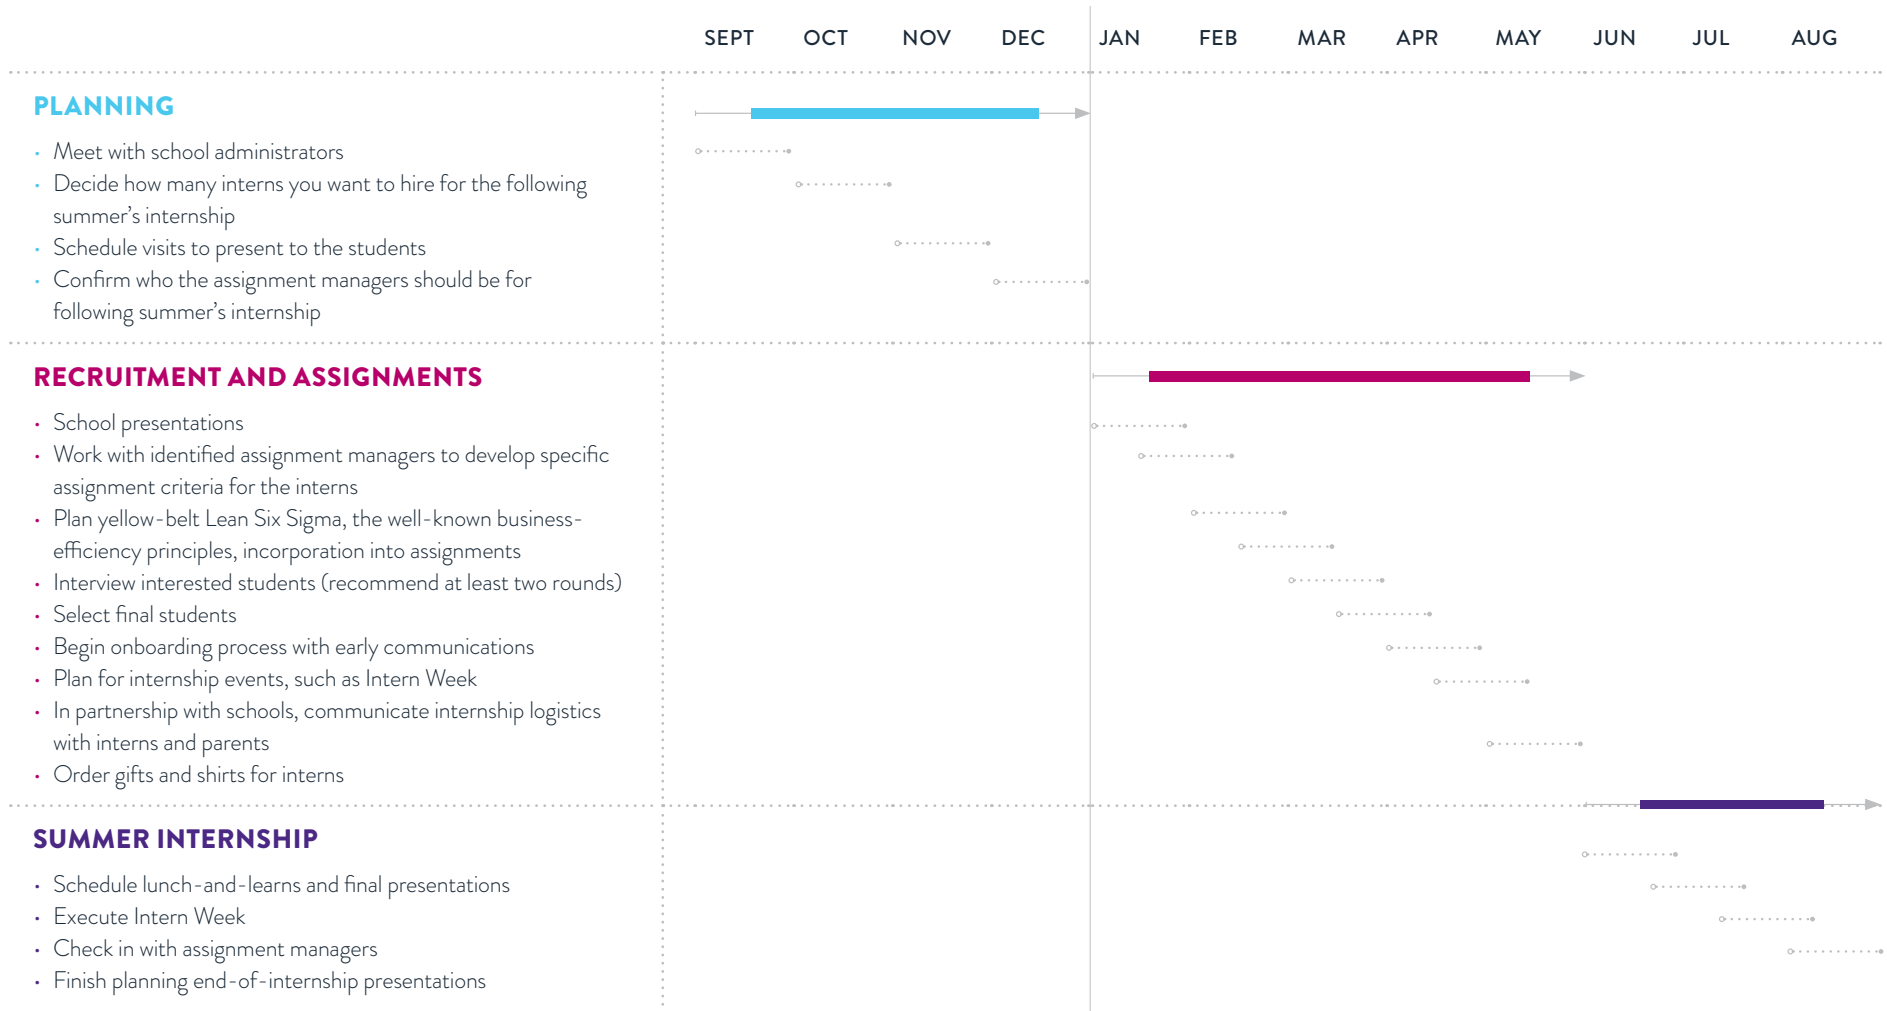 SEPT OCT NOV DEC JAN FEB MAR APR MAY JUN JUL AUG
PLANNING
• Meet with school administrators
• Decide how many interns you want to hire for the following
summer’s internship
• Schedule visits to present to the students
• Confirm who the assignment managers should be for
following summer’s internship
RECRUITMENT AND ASSIGNMENTS
• School presentations
• Work with identified assignment managers to develop specific
assignment criteria for the interns
• Plan yellow-belt Lean Six Sigma, the well-known business-
efficiency principles, incorporation into assignments
• Interview interested students (recommend at least two rounds)
• Select final students
• Begin onboarding process with early communications
• Plan for internship events, such as Intern Week
• In partnership with schools, communicate internship logistics
with interns and parents
• Order gifts and shirts for interns
SUMMER INTERNSHIP
• Schedule lunch-and-learns and final presentations
• Execute Intern Week
• Check in with assignment managers
• Finish planning end-of-internship presentations